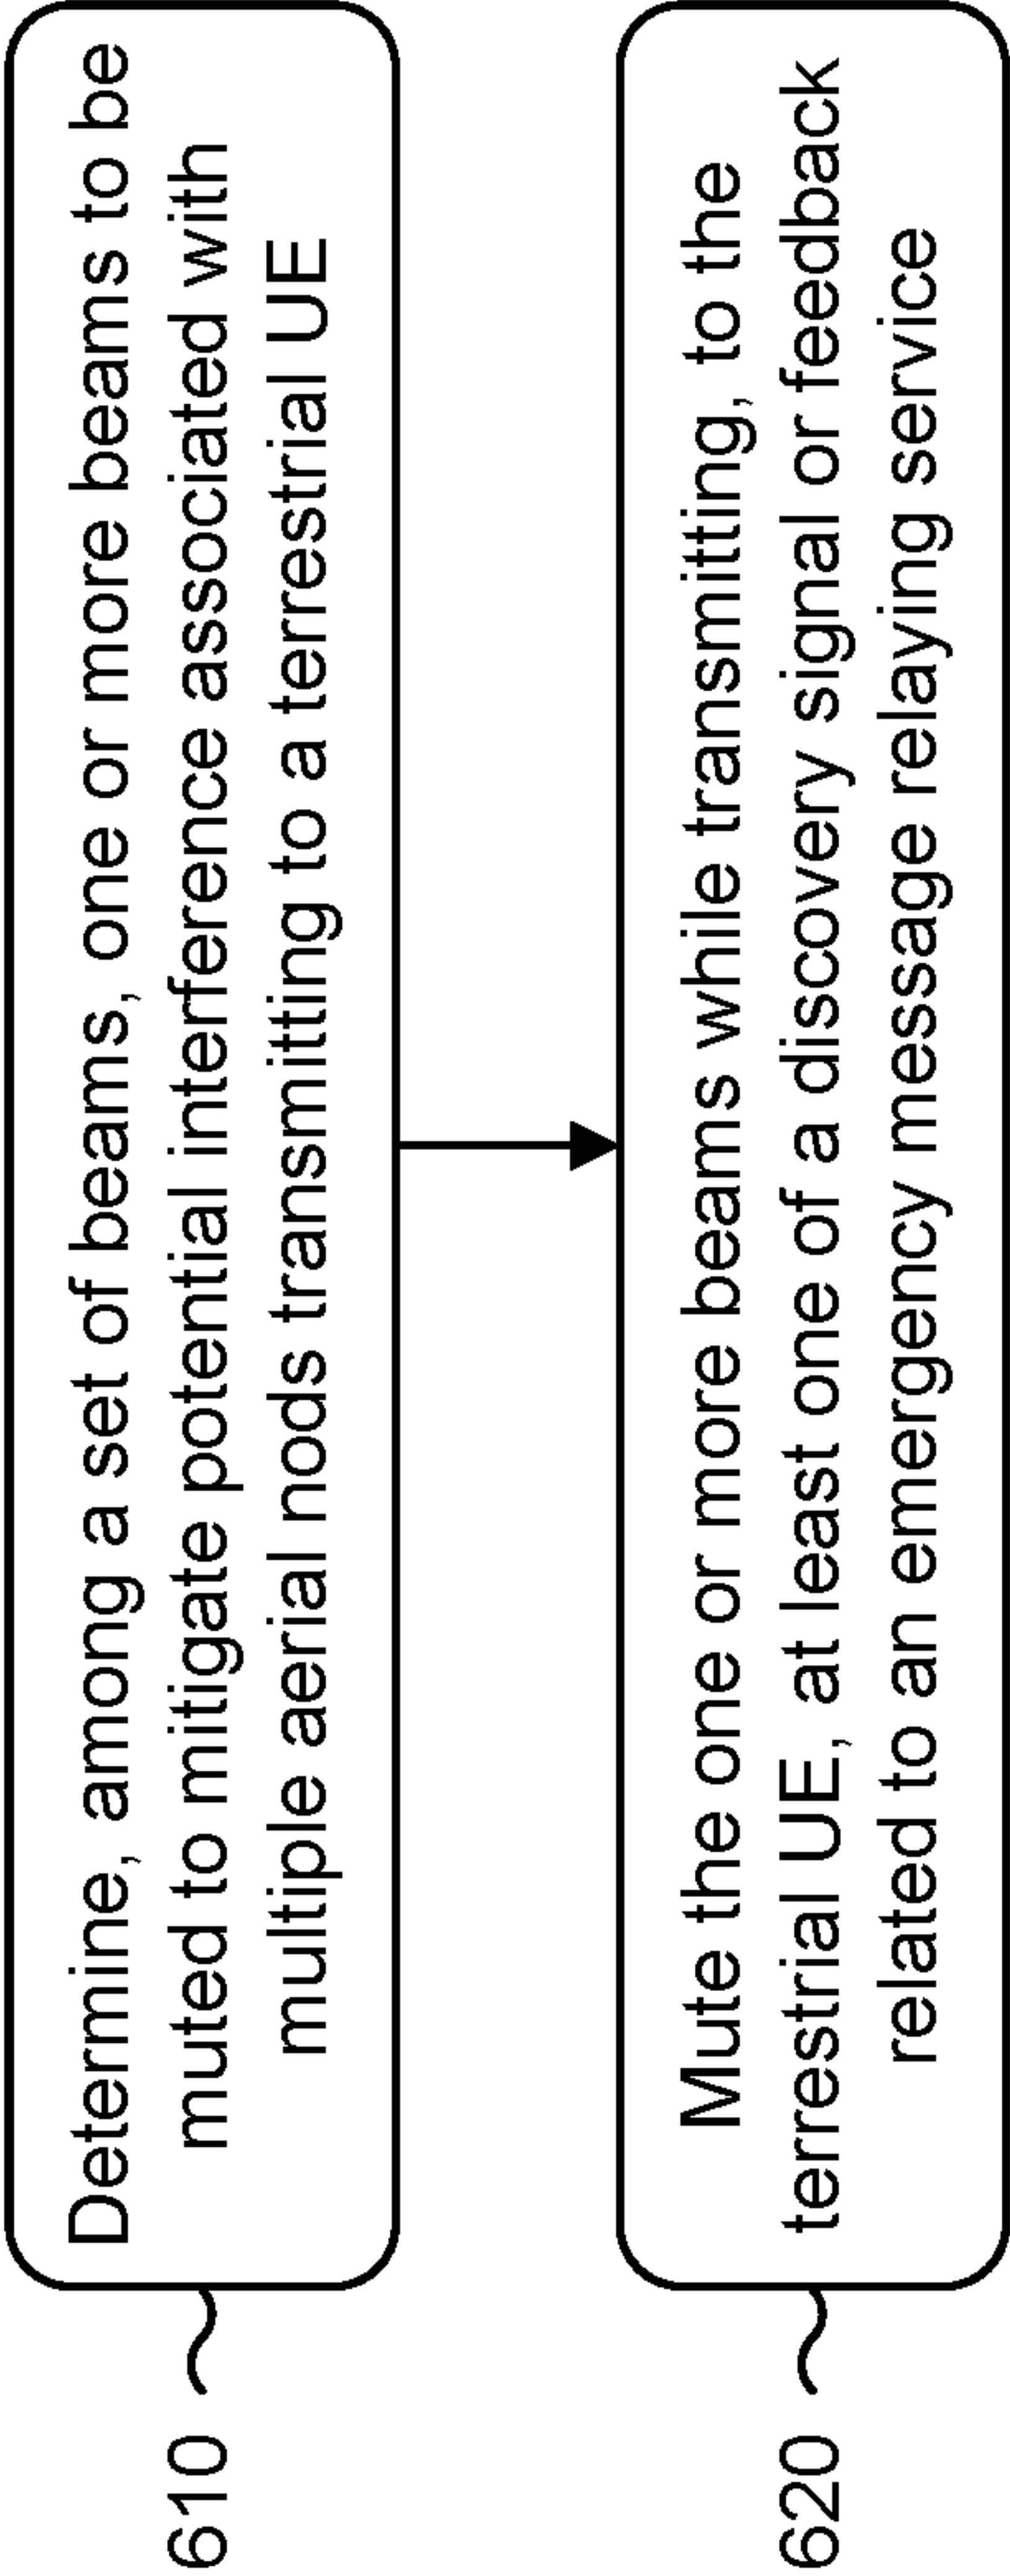 610
Determine, among a set of beams, one or more beams to be
muted to mitigate potential interference associated with
multiple aerial nods transmitting to a terrestrial UE
620
Mute the one or more beams while transmitting, to the
terrestrial UE, at least one of a discovery signal or feedback
related to an emergency message relaying service